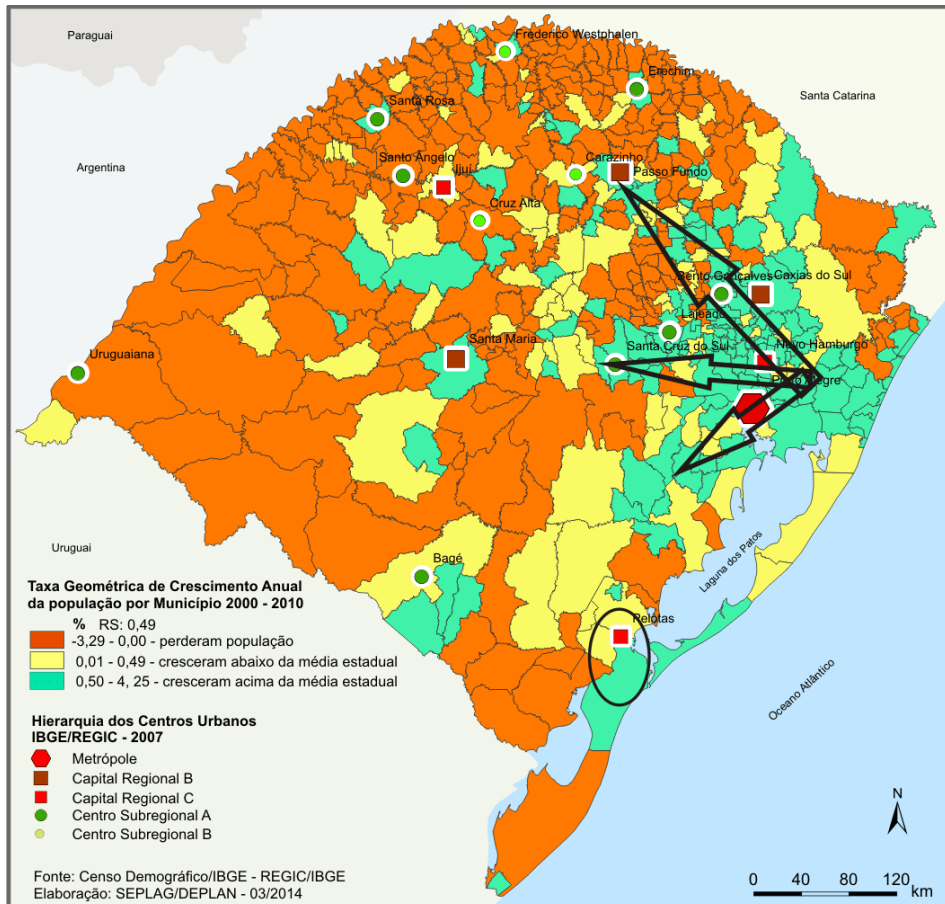 Paraguai
Frederico Westphalen
Erechim
Santa Catarina
Santa Rosa
Argentina
Santo Ângelo
Ijuí
Carazinho
Passo Fundo
Cruz Alta
Bento Gonçalves
Caxias do Sul
Lajeado
Santa Maria
Santa Cruz do Sul
Novo Hamburgo
Uruguaiana
Porto Alegre
Uruguai
Bagé
Laguna dos Patos
Pelotas
Oceano Atlântico
Taxa Geométrica de Crescimento Anual
da população por Município 2000 - 2010
% RS: 0,49
-3,29 - 0,00 - perderam população
0,01 - 0,49 - cresceram abaixo da média estadual
0,50 - 4, 25 - cresceram acima da média estadual
Hierarquia dos Centros Urbanos
IBGE/REGIC - 2007
Metrópole
Capital Regional B
Capital Regional C
Centro Subregional A
Centro Subregional B
Fonte: Censo Demográfico/IBGE - REGIC/IBGE
Elaboração: SEPLAG/DEPLAN - 03/2014
N
0 40 80 120
km